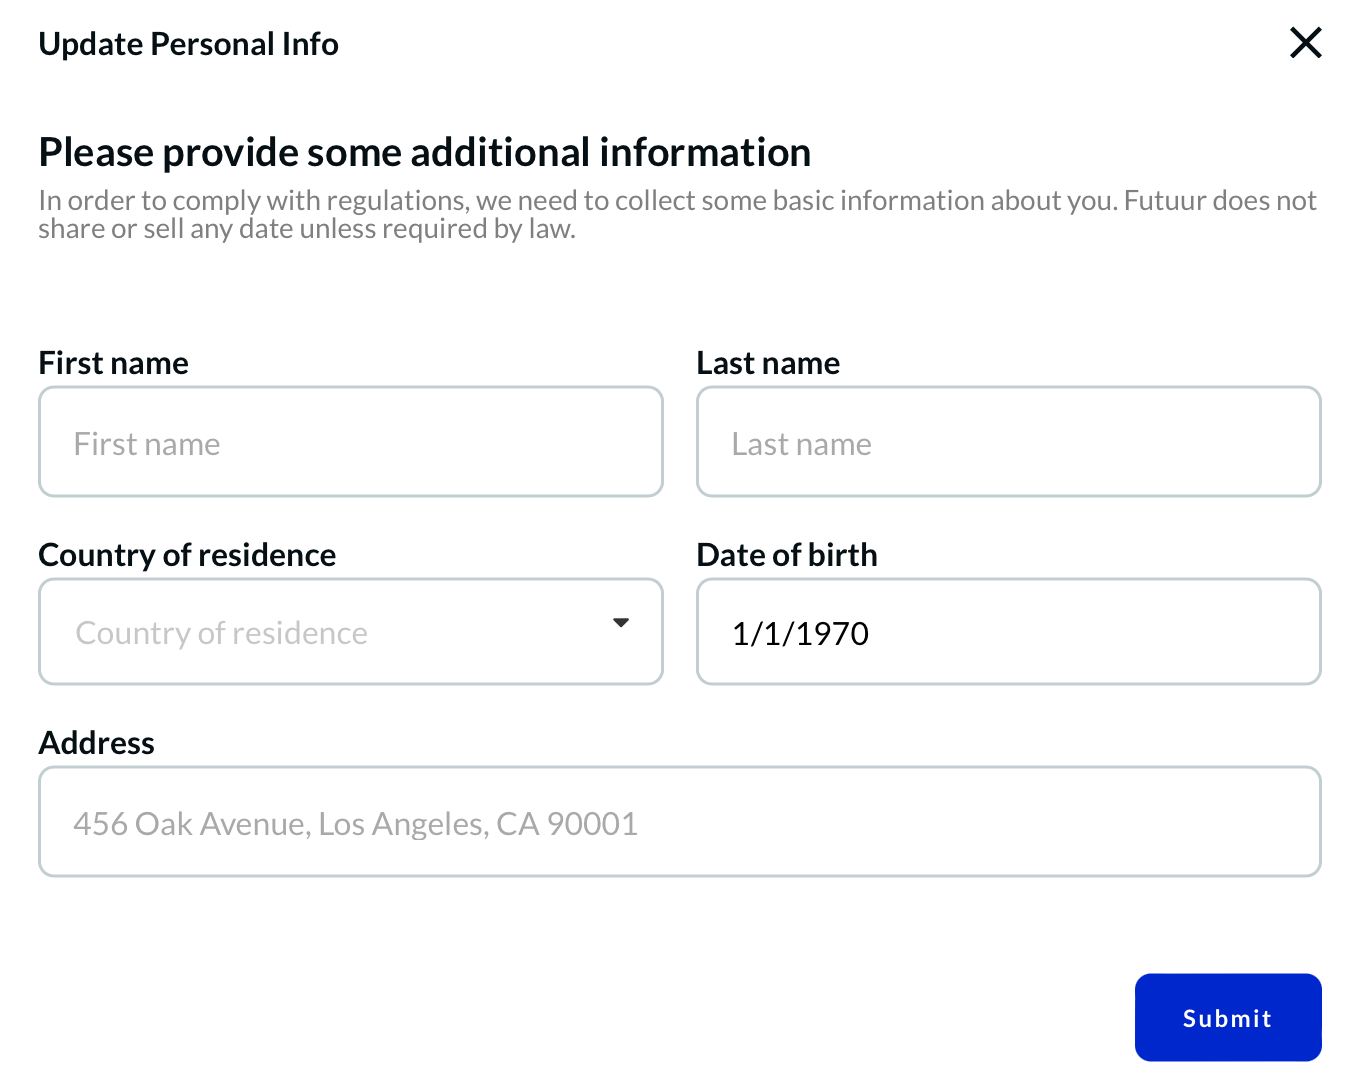 Update Personal Info
Please provide some additional information
In order to comply with regulations, we need to collect some basic information about you. Futuur does not
share or sell any date unless required by law.
First name
Last name
First name
Last name
Country of residence
Date of birth
Country of residence
1/1/1970
Address
456 Oak Avenue, Los Angeles, CA 90001
Submit